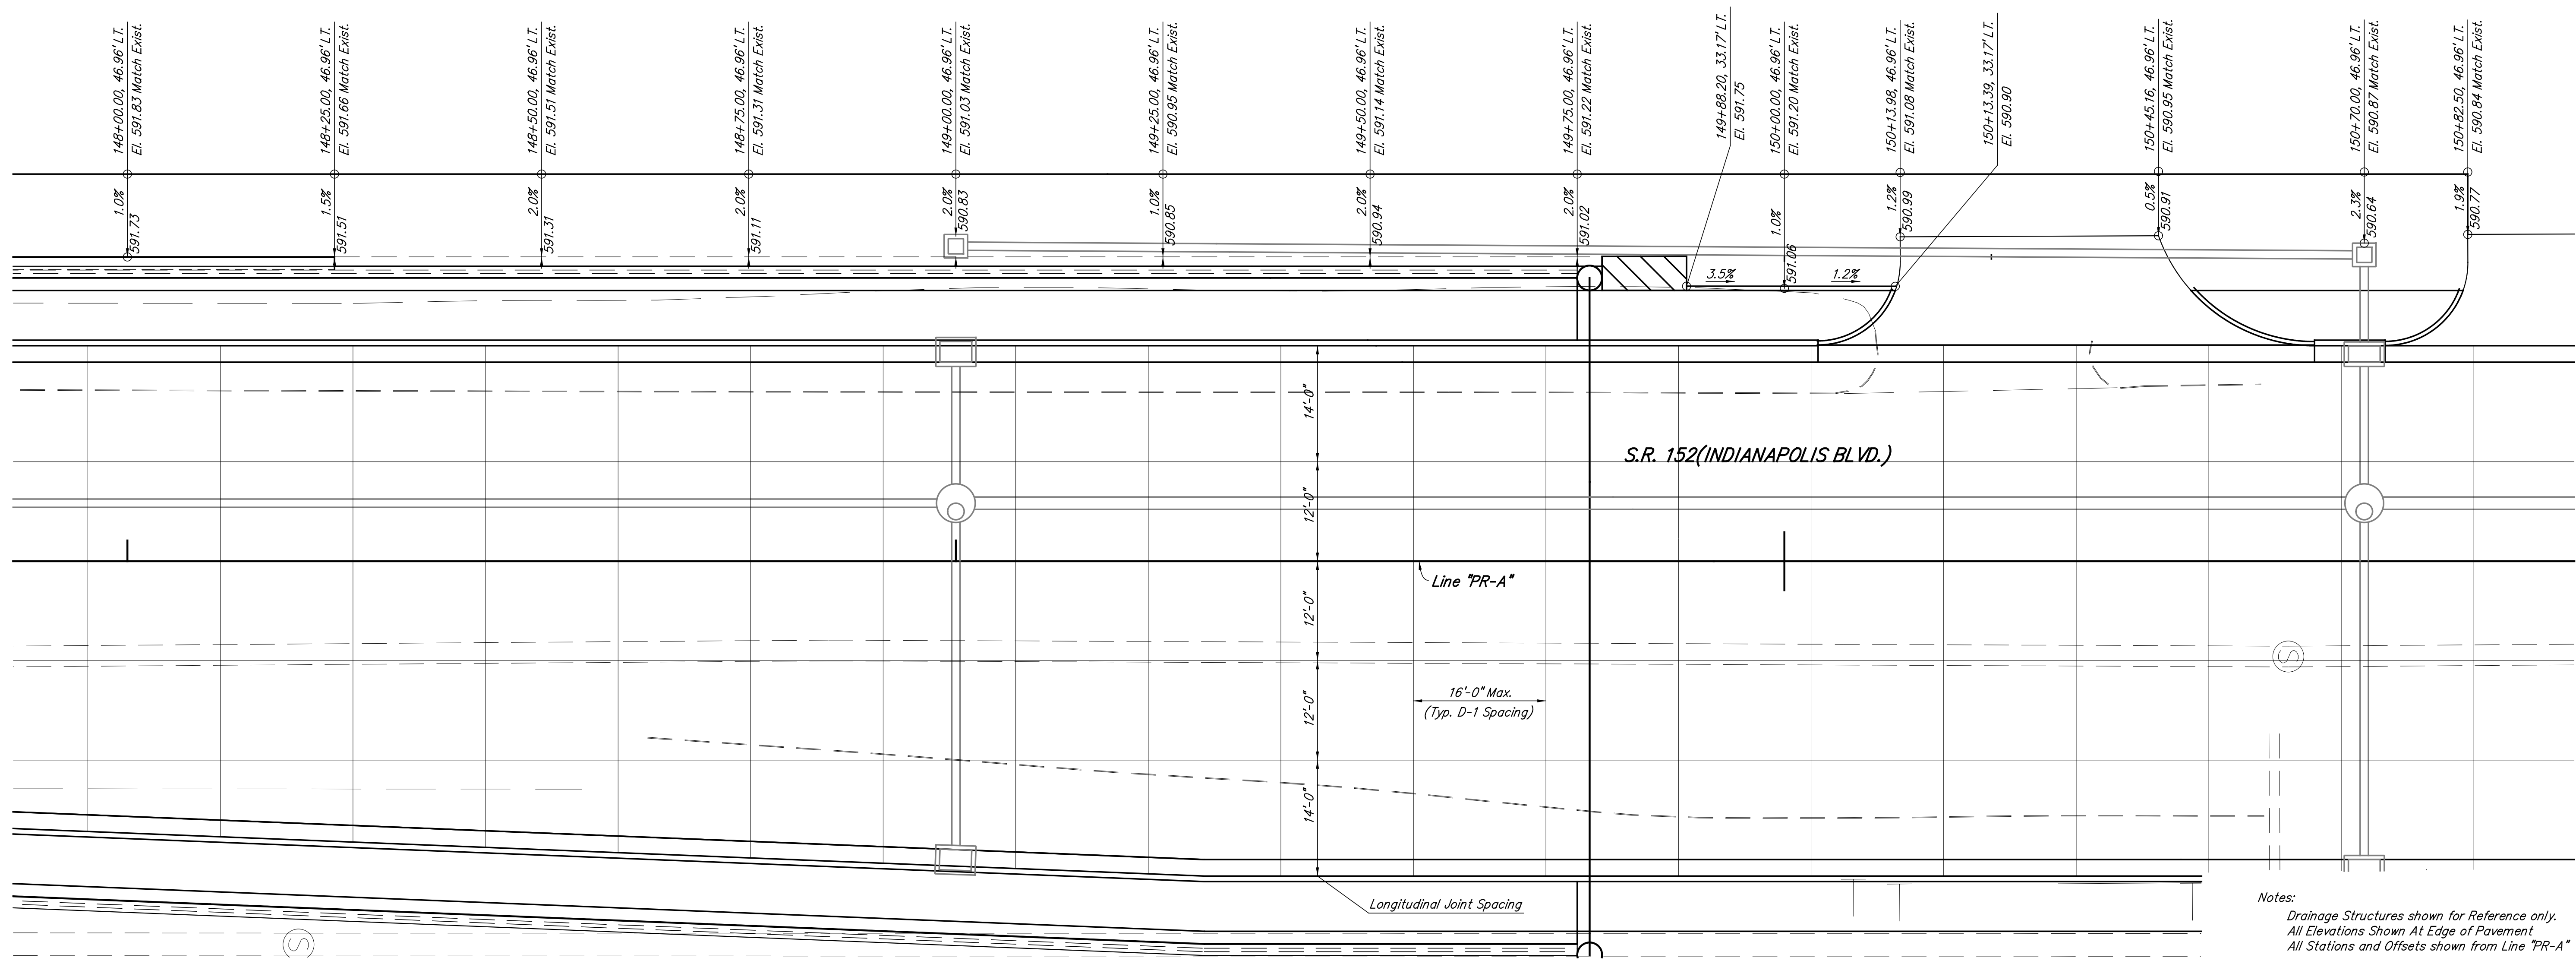 148+00.00, 46.96' LT.
El. 591.83 Match Exist.
148+25.00, 46.96' LT.
El. 591.66 Match Exist.
148+50.00, 46.96' LT.
El. 591.51 Match Exist.
148+75.00, 46.96' LT.
El. 591.31 Match Exist.
149+00.00, 46.96' LT.
El. 591.03 Match Exist.
149+25.00, 46.96' LT.
El. 590.95 Match Exist.
149+50.00, 46.96' LT.
El. 591.14 Match Exist.
149+75.00, 46.96' LT.
El. 591.22 Match Exist.
149+88.20, 33.17' LT.
El. 591.75
150+00.00, 46.96' LT.
El. 591.20 Match Exist.
150+13.98, 46.96' LT.
El. 591.08 Match Exist.
150+13.39, 33.17' LT.
El. 590.90
150+45.16, 46.96' LT.
El. 590.95 Match Exist.
150+70.00, 46.96' LT.
El. 590.87 Match Exist.
150+82.50, 46.96' LT.
El. 590.84 Match Exist.
1.0%
591.73
1.5%
591.51
2.0%
591.31
2.0%
591.11
2.0%
590.83
1.0%
590.85
2.0%
590.94
2.0%
591.02
1.0%
591.06
1.2%
590.99
0.5%
590.91
2.3%
590.64
1.9%
590.77
3.5%
1.2%
14'-0"
S.R. 152(INDIANAPOLIS BLVD.)
12'-0"
Line "PR-A"
12'-0"
12'-0"
16'-0" Max.
(Typ. D-1 Spacing)
14'-0"
S
S
Longitudinal Joint Spacing
Notes:
Drainage Structures shown for Reference only.
All Elevations Shown At Edge of Pavement
All Stations and Offsets shown from Line "PR-A"